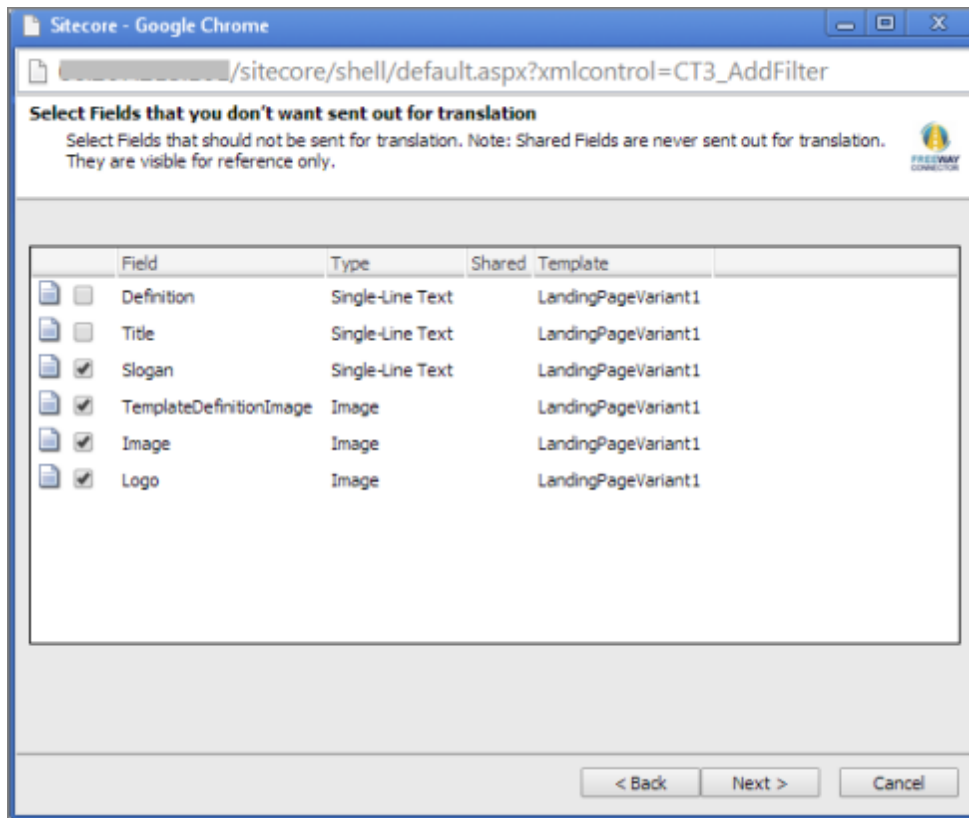 Sitecore - Google Chrome
/sitecore/shell/default.aspx?xmlcontrol=CT3_AddFilter
Select Fields that you don't want sent out for translation
Select Fields that should not be sent for translation. Note: Shared Fields are never sent out for translation.
They are visible for reference only.
FREEWAY
CONNECTOR
Field Type Shared Template
Definition Single-Line Text LandingPageVariant1
Title Single-Line Text LandingPageVariant1
Slogan Single-Line Text LandingPageVariant1
TemplateDefinitionImage Image LandingPageVariant1
Image Image LandingPageVariant1
Logo Image LandingPageVariant1
< Back Next > Cancel